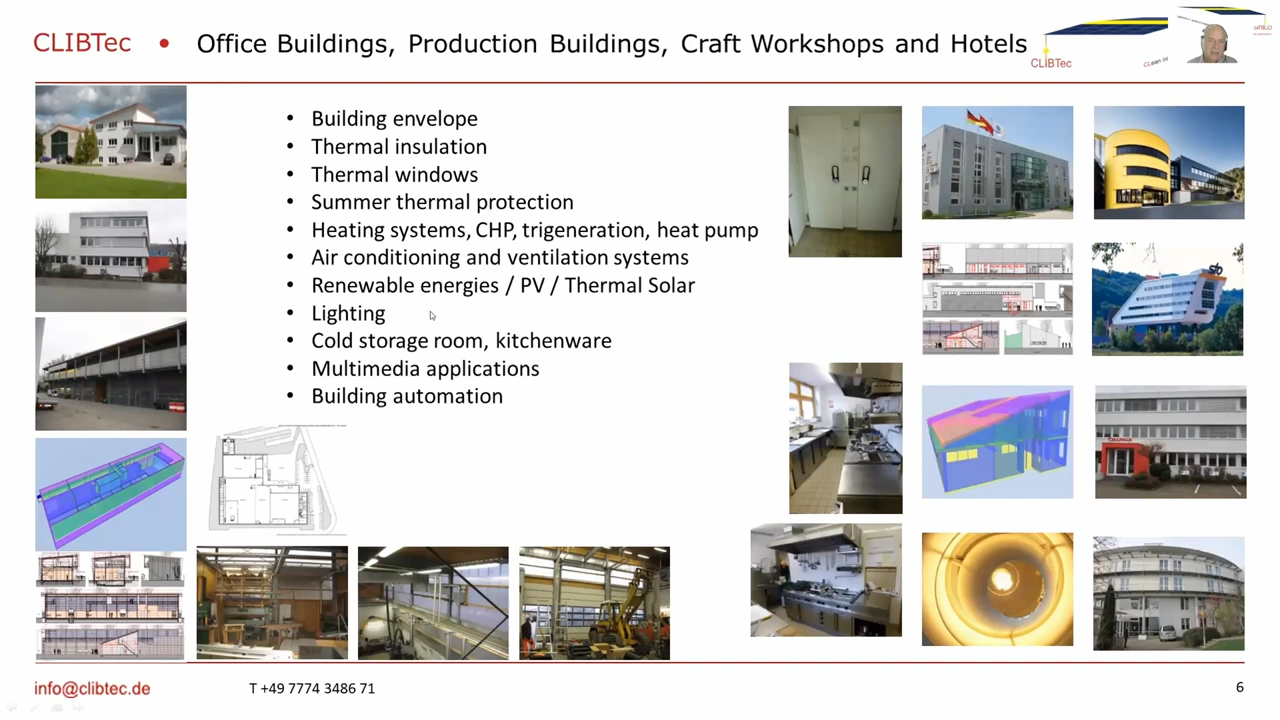 CLIBTec • Office Buildings, Production Buildings, Craft Workshops and Hotels
CLIBTec
• Building envelope
• Thermal insulation
• Thermal windows
• Summer thermal protection
• Heating systems, CHP, trigeneration, heat pump
• Air conditioning and ventilation systems
• Renewable energies / PV / Thermal Solar
• Lighting
• Cold storage room, kitchenware
• Multimedia applications
• Building automation
info@clibtec.de
T +49 7774 3486 71
6